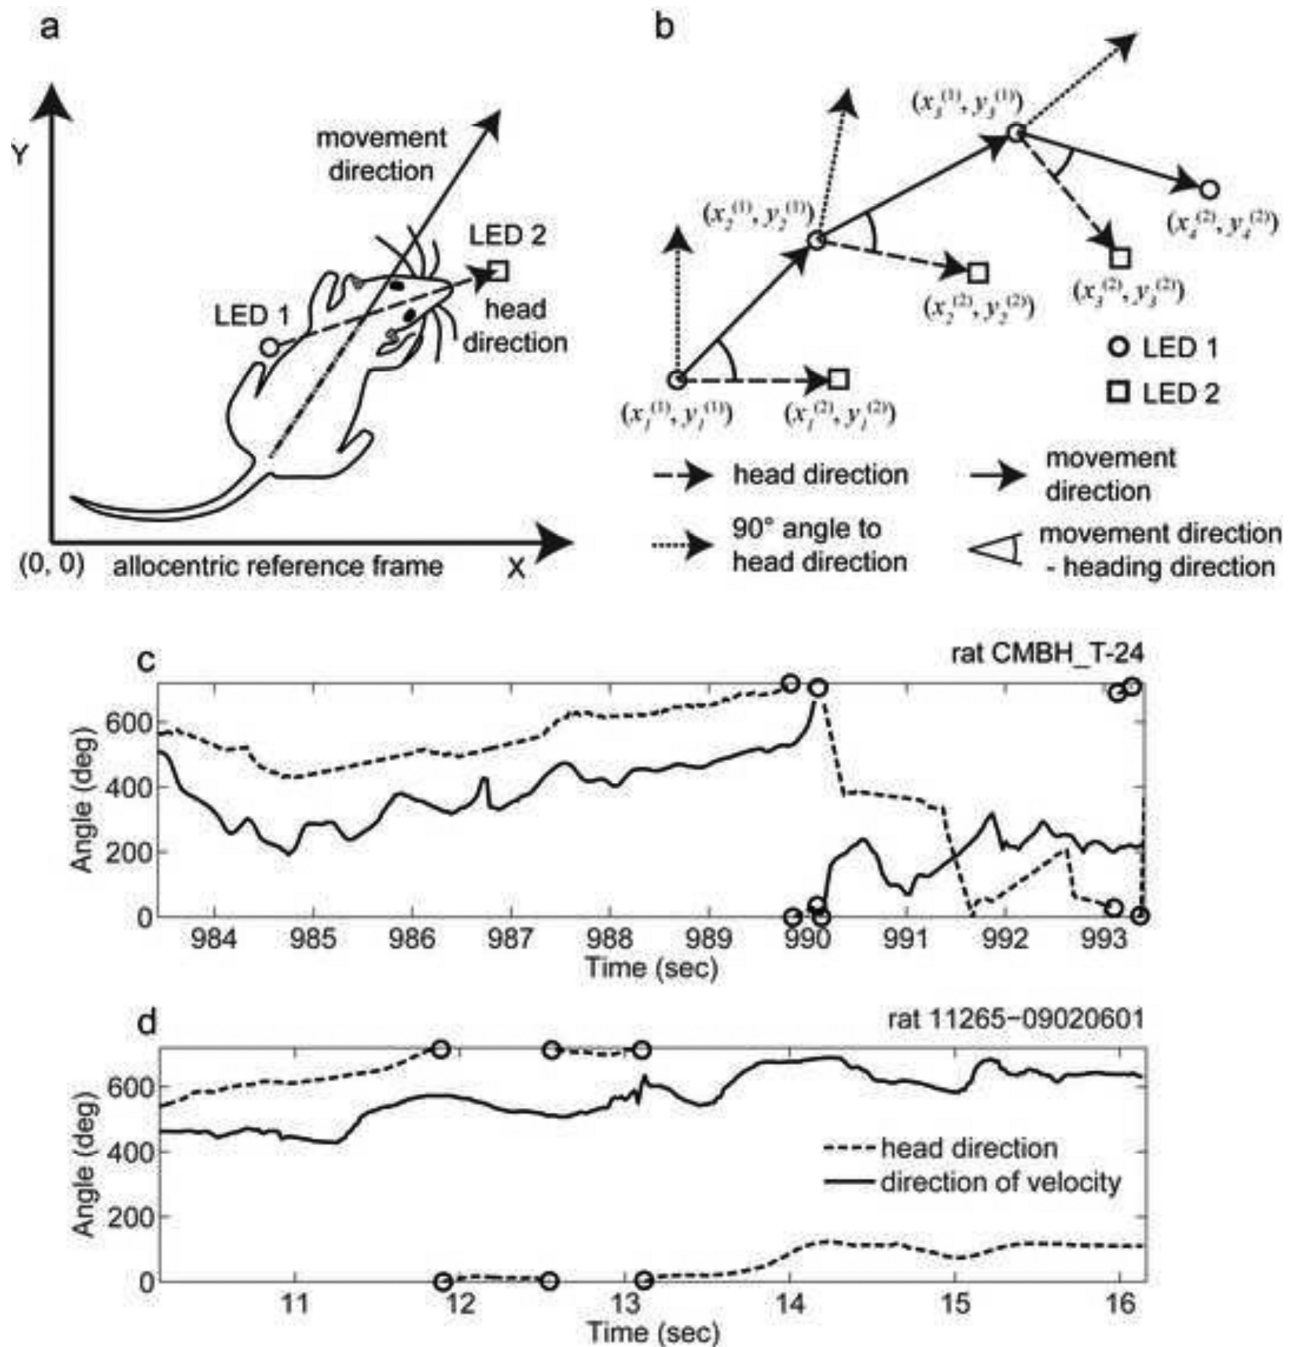 a
Y
movement
direction
LED 2
LED 1
head
direction
(0, 0)
allocentric reference frame
X
b
(x₃⁽¹⁾, y₃⁽¹⁾)
(x₂⁽¹⁾, y₂⁽¹⁾)
(x₄⁽²⁾, y₄⁽²⁾)
(x₃⁽²⁾, y₃⁽²⁾)
(x₂⁽²⁾, y₂⁽²⁾)
LED 1
LED 2
(x₁⁽¹⁾, y₁⁽¹⁾)
(x₁⁽²⁾, y₁⁽²⁾)
head direction
movement
direction
90° angle to
head direction
movement direction
- heading direction
c
rat CMBH_T-24
Angle (deg)
600
400
200
0
984 985 986 987 988 989 990 991 992 993
Time (sec)
d
rat 11265-09020601
Angle (deg)
600
400
200
0
head direction
direction of velocity
11 12 13 14 15 16
Time (sec)